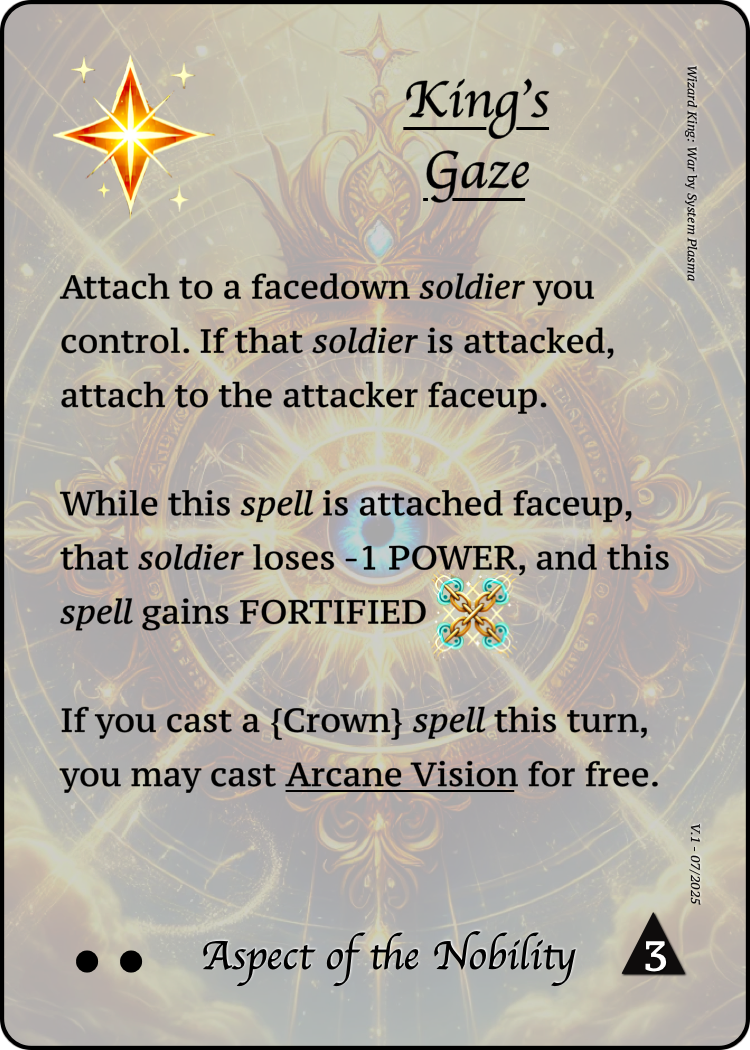 King's
Gaze
Wizard King: War by System Plasma
Attach to a facedown soldier you
control. If that soldier is attacked,
attach to the attacker faceup.
While this spell is attached faceup,
that soldier loses -1 POWER, and this
spell gains FORTIFIED
If you cast a {Crown} spell this turn,
you may cast Arcane Vision for free.
V.1 - 07/2025
Aspect of the Nobility
3